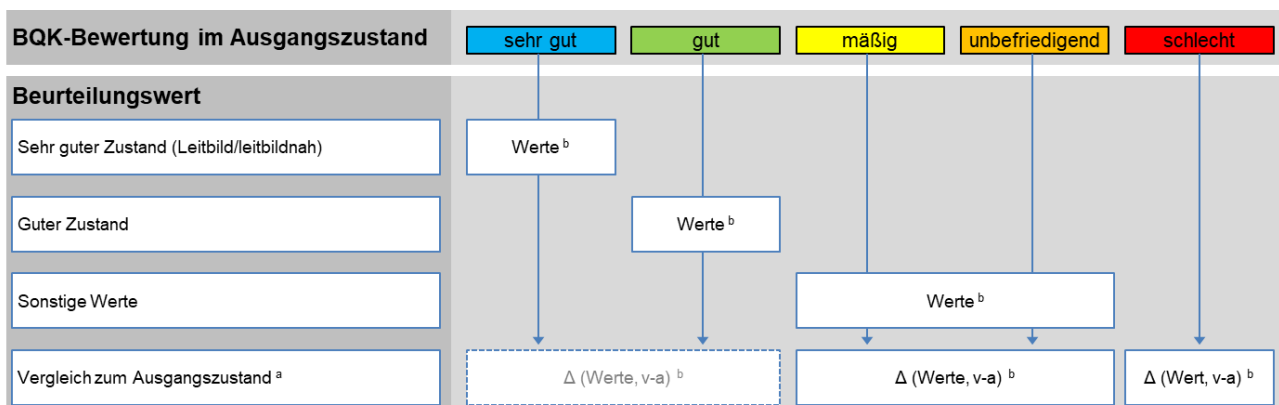 BQK-Bewertung im Ausgangszustand sehr gut gut mäßig unbefriedigend schlecht
Beurteilungswert
Sehr guter Zustand (Leitbild/leitbildnah) Werte b
Guter Zustand Werte b
Sonstige Werte Werte b
Vergleich zum Ausgangszustand a Δ (Werte, v-a) b Δ (Werte, v-a) b Δ (Wert, v-a) b